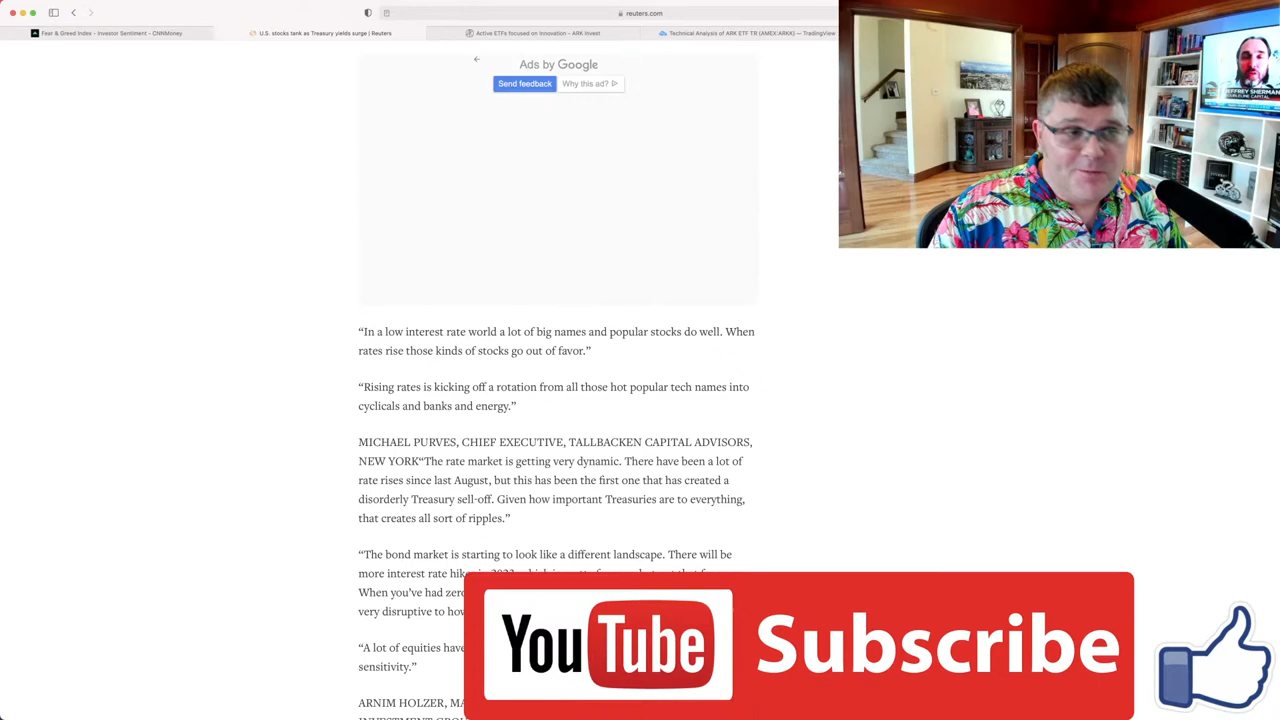 reuters.com
Fear & Greed Index - Investor Sentiment - CNNMoney
U.S. stocks tank as Treasury yields surge | Reuters
Active ETFs focused on Innovation – ARK Invest
Technical Analysis of ARK ETF TR (AMEX:ARKK) — TradingView
Ads by Google
Send feedback
Why this ad?
JEFFREY SHERMAN
DOUBLELINE CAPITAL
“In a low interest rate world a lot of big names and popular stocks do well. When
rates rise those kinds of stocks go out of favor.”
“Rising rates is kicking off a rotation from all those hot popular tech names into
cyclicals and banks and energy.”
MICHAEL PURVES, CHIEF EXECUTIVE, TALLBACKEN CAPITAL ADVISORS,
NEW YORK“The rate market is getting very dynamic. There have been a lot of
rate rises since last August, but this has been the first one that has created a
disorderly Treasury sell-off. Given how important Treasuries are to everything,
that creates all sort of ripples.”
“The bond market is starting to look like a different landscape. There will be
more interest rate
When you’ve had
very disruptive to
“A lot of equities have
sensitivity.”
ARNIM HOLZER,
YouTube Subscribe